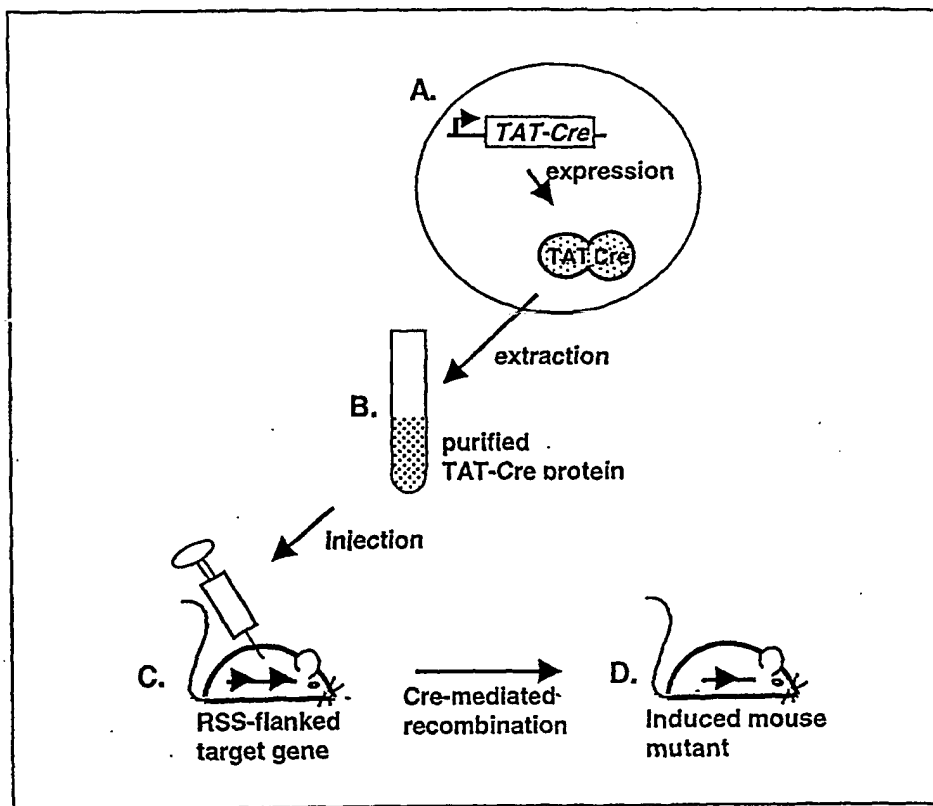 A.
TAT-Cre
expression
TAT Cre
extraction
B.
purified
TAT-Cre protein
injection
C.
RSS-flanked
target gene
Cre-mediated
recombination
D.
Induced mouse
mutant